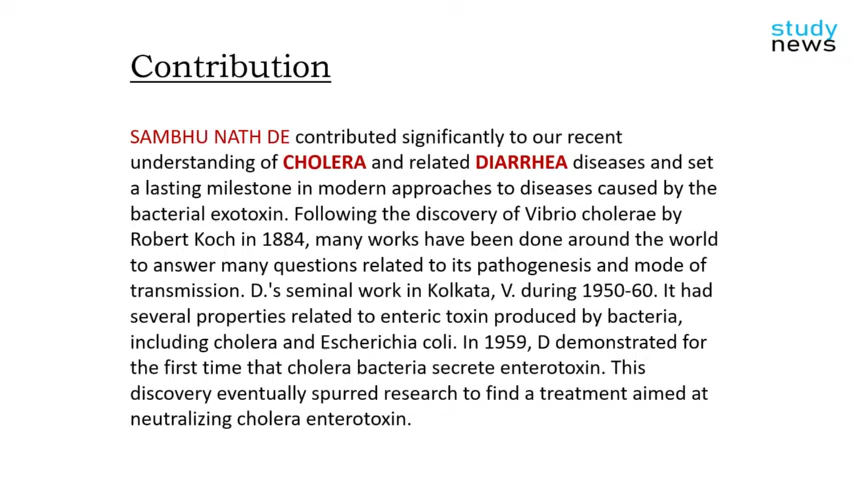 study
news
Contribution
SAMBHU NATH DE contributed significantly to our recent
understanding of CHOLERA and related DIARRHEA diseases and set
a lasting milestone in modern approaches to diseases caused by the
bacterial exotoxin. Following the discovery of Vibrio cholerae by
Robert Koch in 1884, many works have been done around the world
to answer many questions related to its pathogenesis and mode of
transmission. D.'s seminal work in Kolkata, V. during 1950-60. It had
several properties related to enteric toxin produced by bacteria,
including cholera and Escherichia coli. In 1959, D demonstrated for
the first time that cholera bacteria secrete enterotoxin. This
discovery eventually spurred research to find a treatment aimed at
neutralizing cholera enterotoxin.